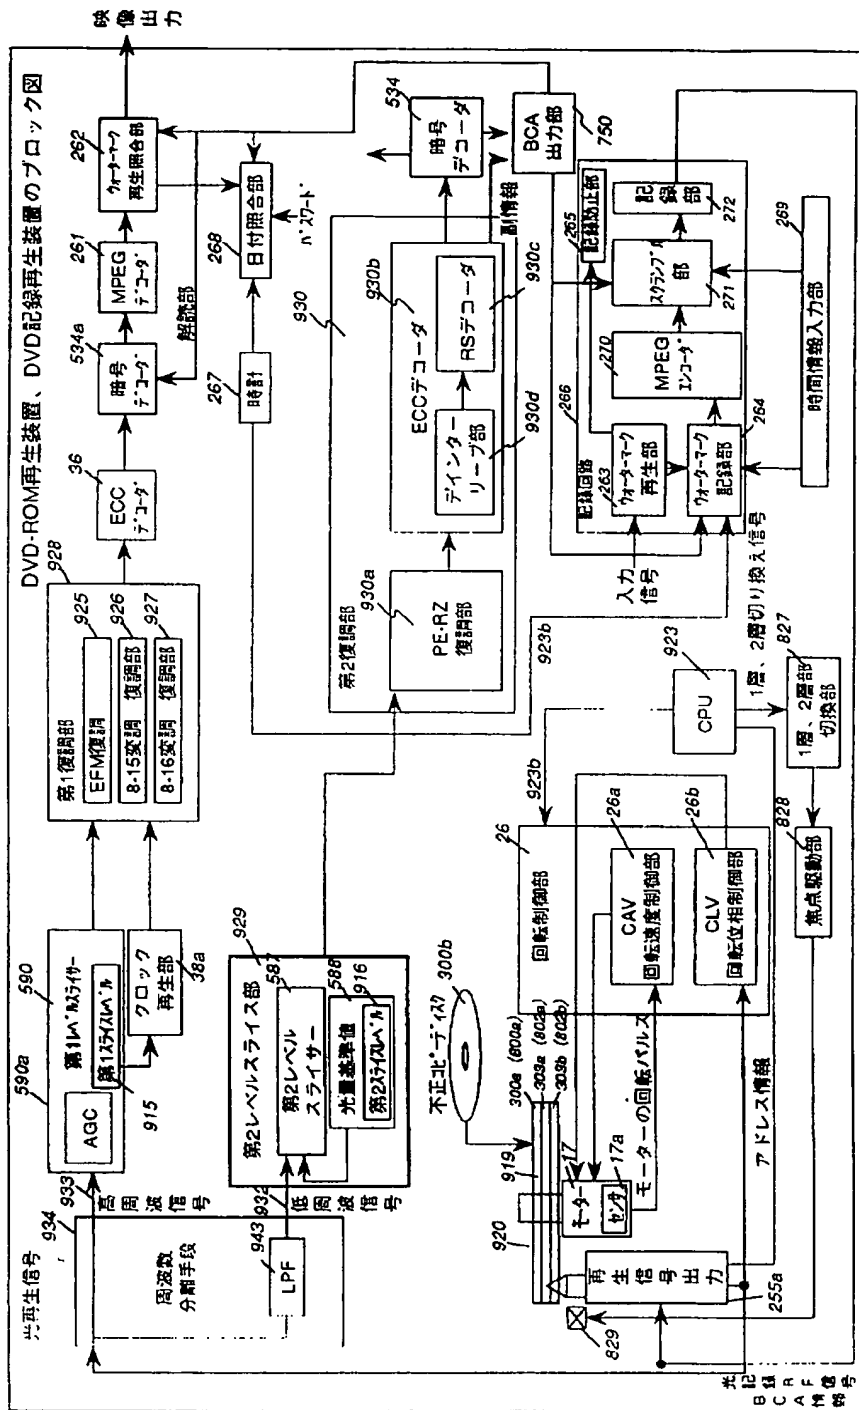 DVD-ROM再生装置、DVD記録再生装置のブロック図
光再生信号
934
周波数
分離手段
943
LPF
933
高周波信号
932
低周波信号
590a
590
第1レベルスライサー
AGC
第1スライスレベル
915
クロック
再生部
38a
第1復調部
928
EFM復調
925
8-15変調 復調部
926
8-16変調 復調部
927
36
ECC
デコーダ
534a
暗号
デコーダ
解読部
261
MPEG
デコーダ
262
ウォーターマーク
再生照合部
映像出力
267
時計
268
日付照合部
パスワード
929
第2レベルスライス部
587
第2レベル
スライサー
588
光量基準値
916
第2スライスレベル
第2復調部
930
930a
PE-RZ
復調部
930b
ECCデコーダ
デインター
リーブ部
930d
RSデコーダ
930c
副情報
534
暗号
デコーダ
BCA
出力部
750
不正コピーディスク
300b
300a (800a)
303a (802a)
303b (802b)
919
920
17
モーター
センサ
17a
モーターの回転パルス
再生信号出力
255a
829
アドレス情報
26
回転制御部
26a
CAV
回転速度制御部
26b
CLV
回転位相制御部
923b
923b
CPU
923
1層、2層切り換え信号
827
1層、2層部
切換部
828
焦点駆動部
入力
信号
記録回路
266
263
ウォーターマーク
再生部
265
記録防止部
264
ウォーターマーク
記録部
270
MPEG
エンコーダ
スクランブル
部
271
記録部
272
269
時間情報入力部
光記録RF信号
BCA情報